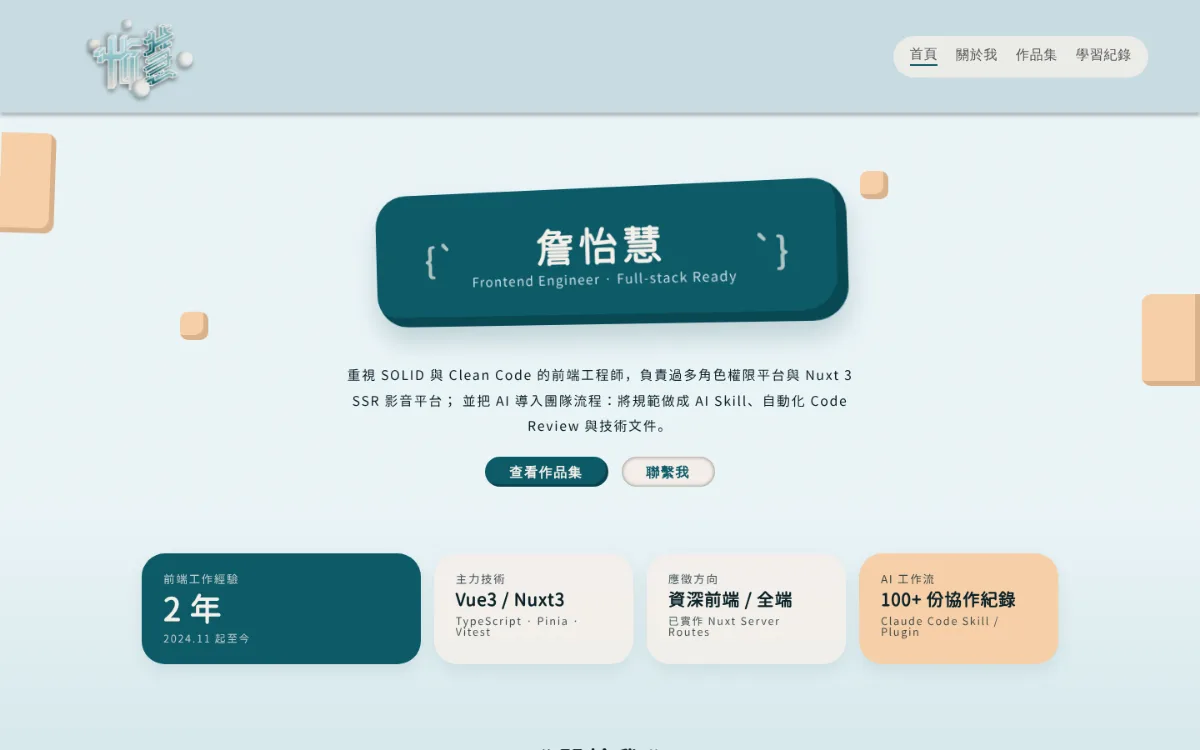 怡慧
首頁 關於我 作品集 學習紀錄
{` 詹怡慧 `}
Frontend Engineer · Full-stack Ready
重視 SOLID 與 Clean Code 的前端工程師，負責過多角色權限平台與 Nuxt 3
SSR 影音平台； 並把 AI 導入團隊流程：將規範做成 AI Skill、自動化 Code
Review 與技術文件。
查看作品集 聯繫我
前端工作經驗
2 年
2024.11 起至今
主力技術
Vue3 / Nuxt3
TypeScript · Pinia ·
Vitest
應徵方向
資深前端 / 全端
已實作 Nuxt Server
Routes
AI 工作流
100+ 份協作紀錄
Claude Code Skill /
Plugin